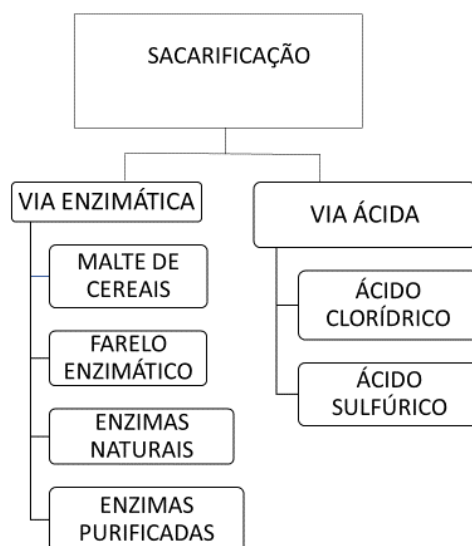 SACARIFICAÇÃO
VIA ENZIMÁTICA
MALTE DE
CEREAIS
FARELO
ENZIMÁTICO
ENZIMAS
NATURAIS
ENZIMAS
PURIFICADAS
VIA ÁCIDA
ÁCIDO
CLORÍDRICO
ÁCIDO
SULFÚRICO